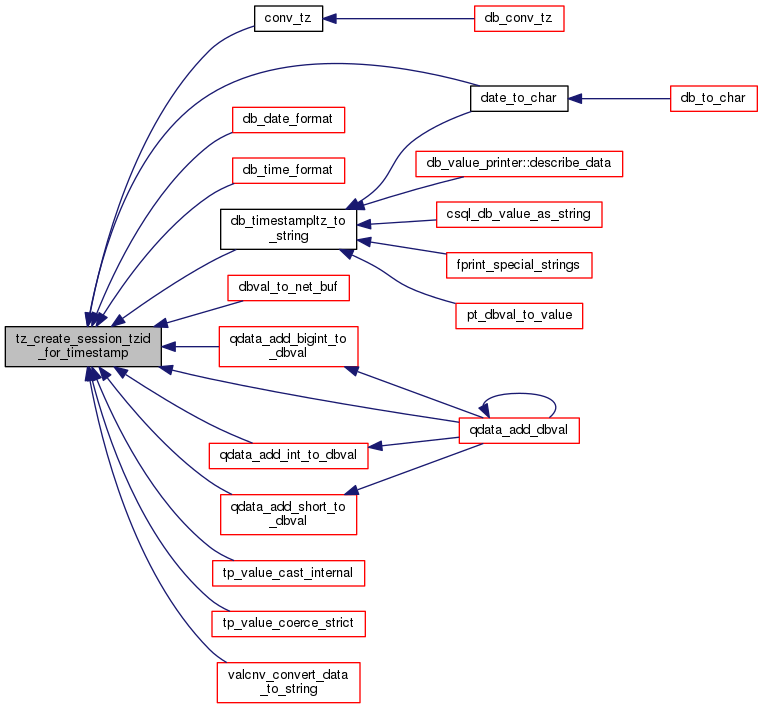 conv_tz
db_conv_tz
date_to_char
db_to_char
db_date_format
db_value_printer::describe_data
db_time_format
csql_db_value_as_string
db_timestampltz_to
_string
fprint_special_strings
dbval_to_net_buf
pt_dbval_to_value
tz_create_session_tzid
_for_timestamp
qdata_add_bigint_to
_dbval
qdata_add_dbval
qdata_add_int_to_dbval
qdata_add_short_to
_dbval
tp_value_cast_internal
tp_value_coerce_strict
valcnv_convert_data
_to_string